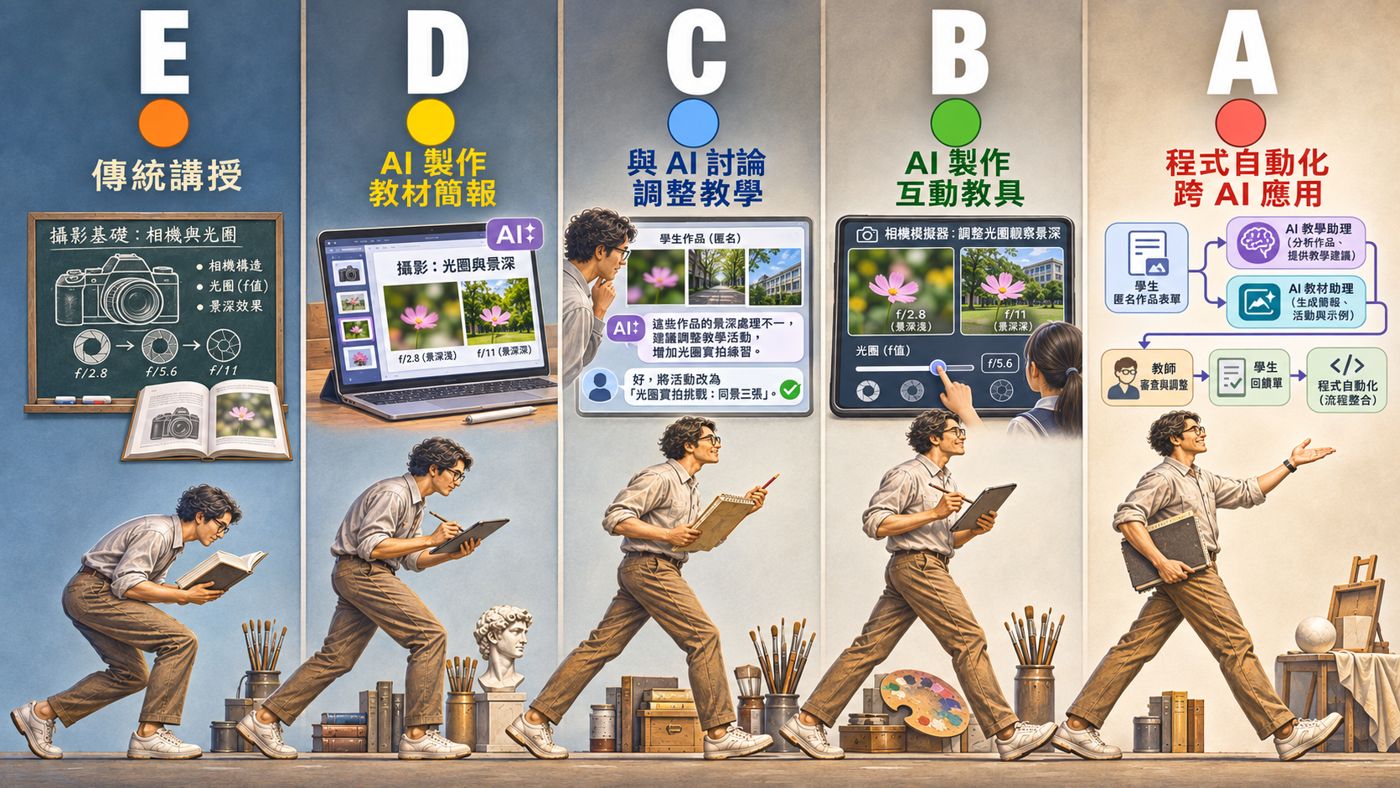 E
傳統講授
攝影基礎：相機與光圈
• 相機構造
• 光圈 (f值)
• 景深效果
f/2.8
f/5.6
f/11
D
AI 製作
教材簡報
AI
攝影：光圈與景深
f/2.8 (景深淺)
f/11 (景深深)
C
與 AI 討論
調整教學
學生作品 (匿名)
AI
這些作品的景深處理不一，
建議調整教學活動，
增加光圈實拍練習。
好，將活動改為
「光圈實拍挑戰：同景三張」。
B
AI 製作
互動教具
相機模擬器：調整光圈觀察景深
f/2.8
(景深淺)
f/11
(景深深)
光圈 (f值)
f/5.6
A
程式自動化
跨 AI 應用
學生
匿名作品表單
AI 教學助理
(分析作品、
提供教學建議)
AI 教材助理
(生成簡報、
活動與示例)
教師
審查與調整
學生
回饋單
</>
程式自動化
(流程整合)